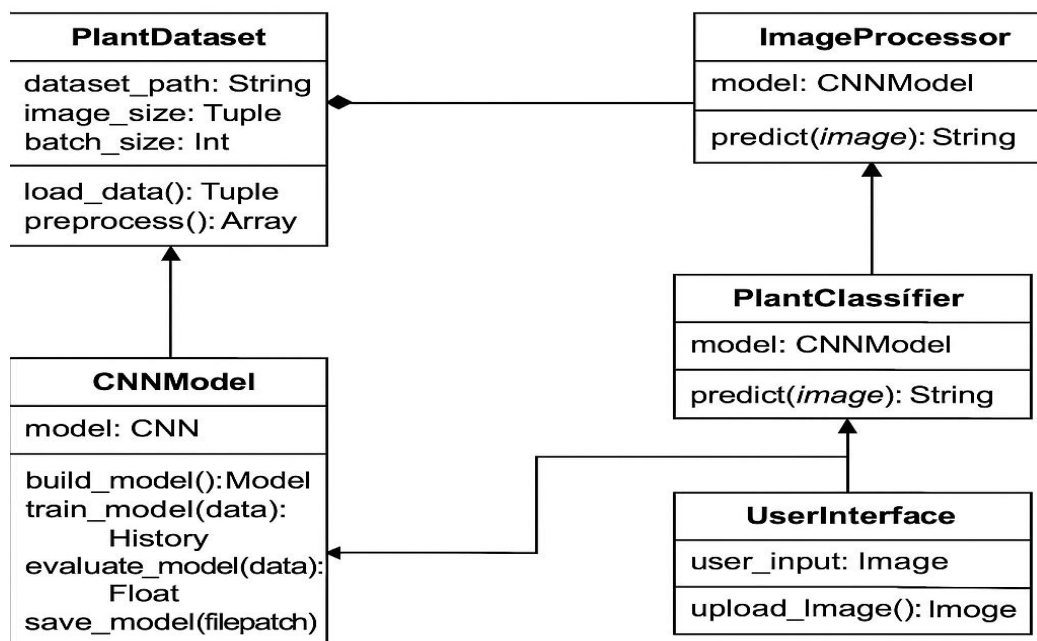 PlantDataset
dataset_path: String
image_size: Tuple
batch_size: Int
load_data(): Tuple
preprocess(): Array
ImageProcessor
model: CNNModel
predict(image): String
PlantClassífier
model: CNNModel
predict(image): String
CNNModel
model: CNN
build_model():Model
train_model(data):
History
evaluate_model(data):
Float
save_model(filepatch)
UserInterface
user_input: Image
upload_Image(): Imoge